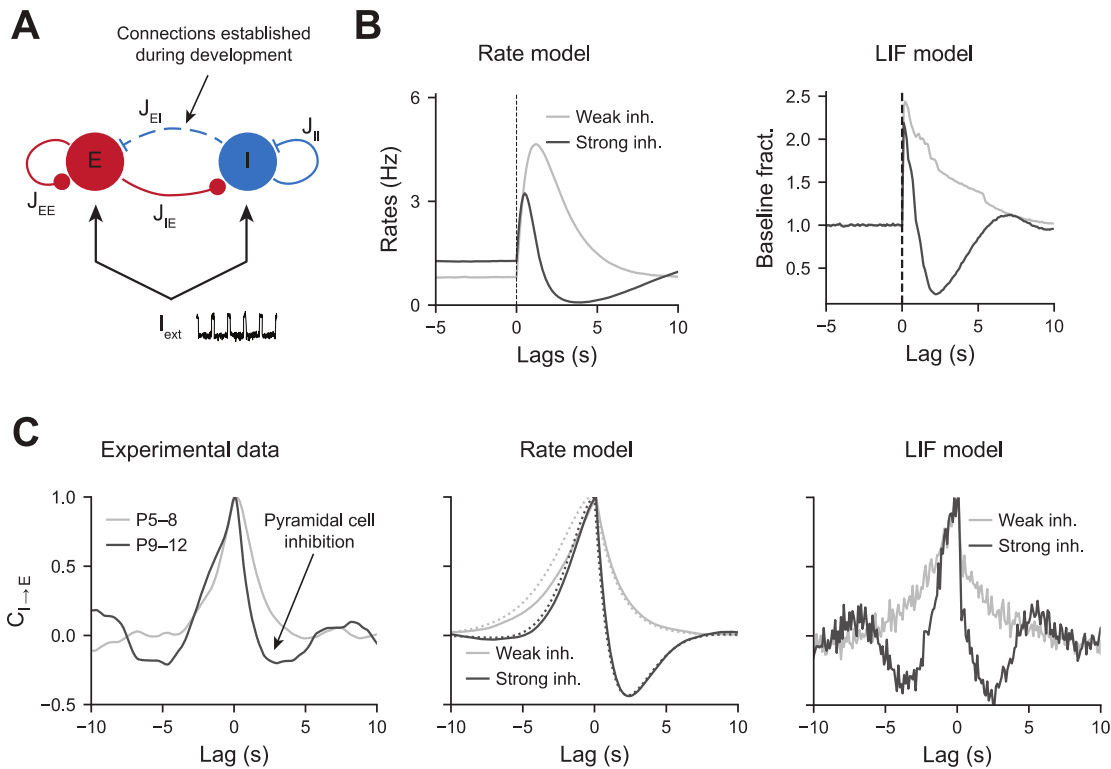 A
Connections established
during development
J_EI
J_II
E
I
J_EE
J_IE
I_ext
B
Rate model
6
3
0
Rates (Hz)
Weak inh.
Strong inh.
−5
0
5
10
Lags (s)
LIF model
2.5
2.0
1.5
1.0
0.5
Baseline fract.
−5
0
5
10
Lag (s)
C
Experimental data
1.0
0.5
0.0
−0.5
C_I→E
P5–8
P9–12
Pyramidal cell
inhibition
−10
−5
0
5
10
Lag (s)
Rate model
Weak inh.
Strong inh.
−10
−5
0
5
10
Lag (s)
LIF model
Weak inh.
Strong inh.
−10
−5
0
5
10
Lag (s)